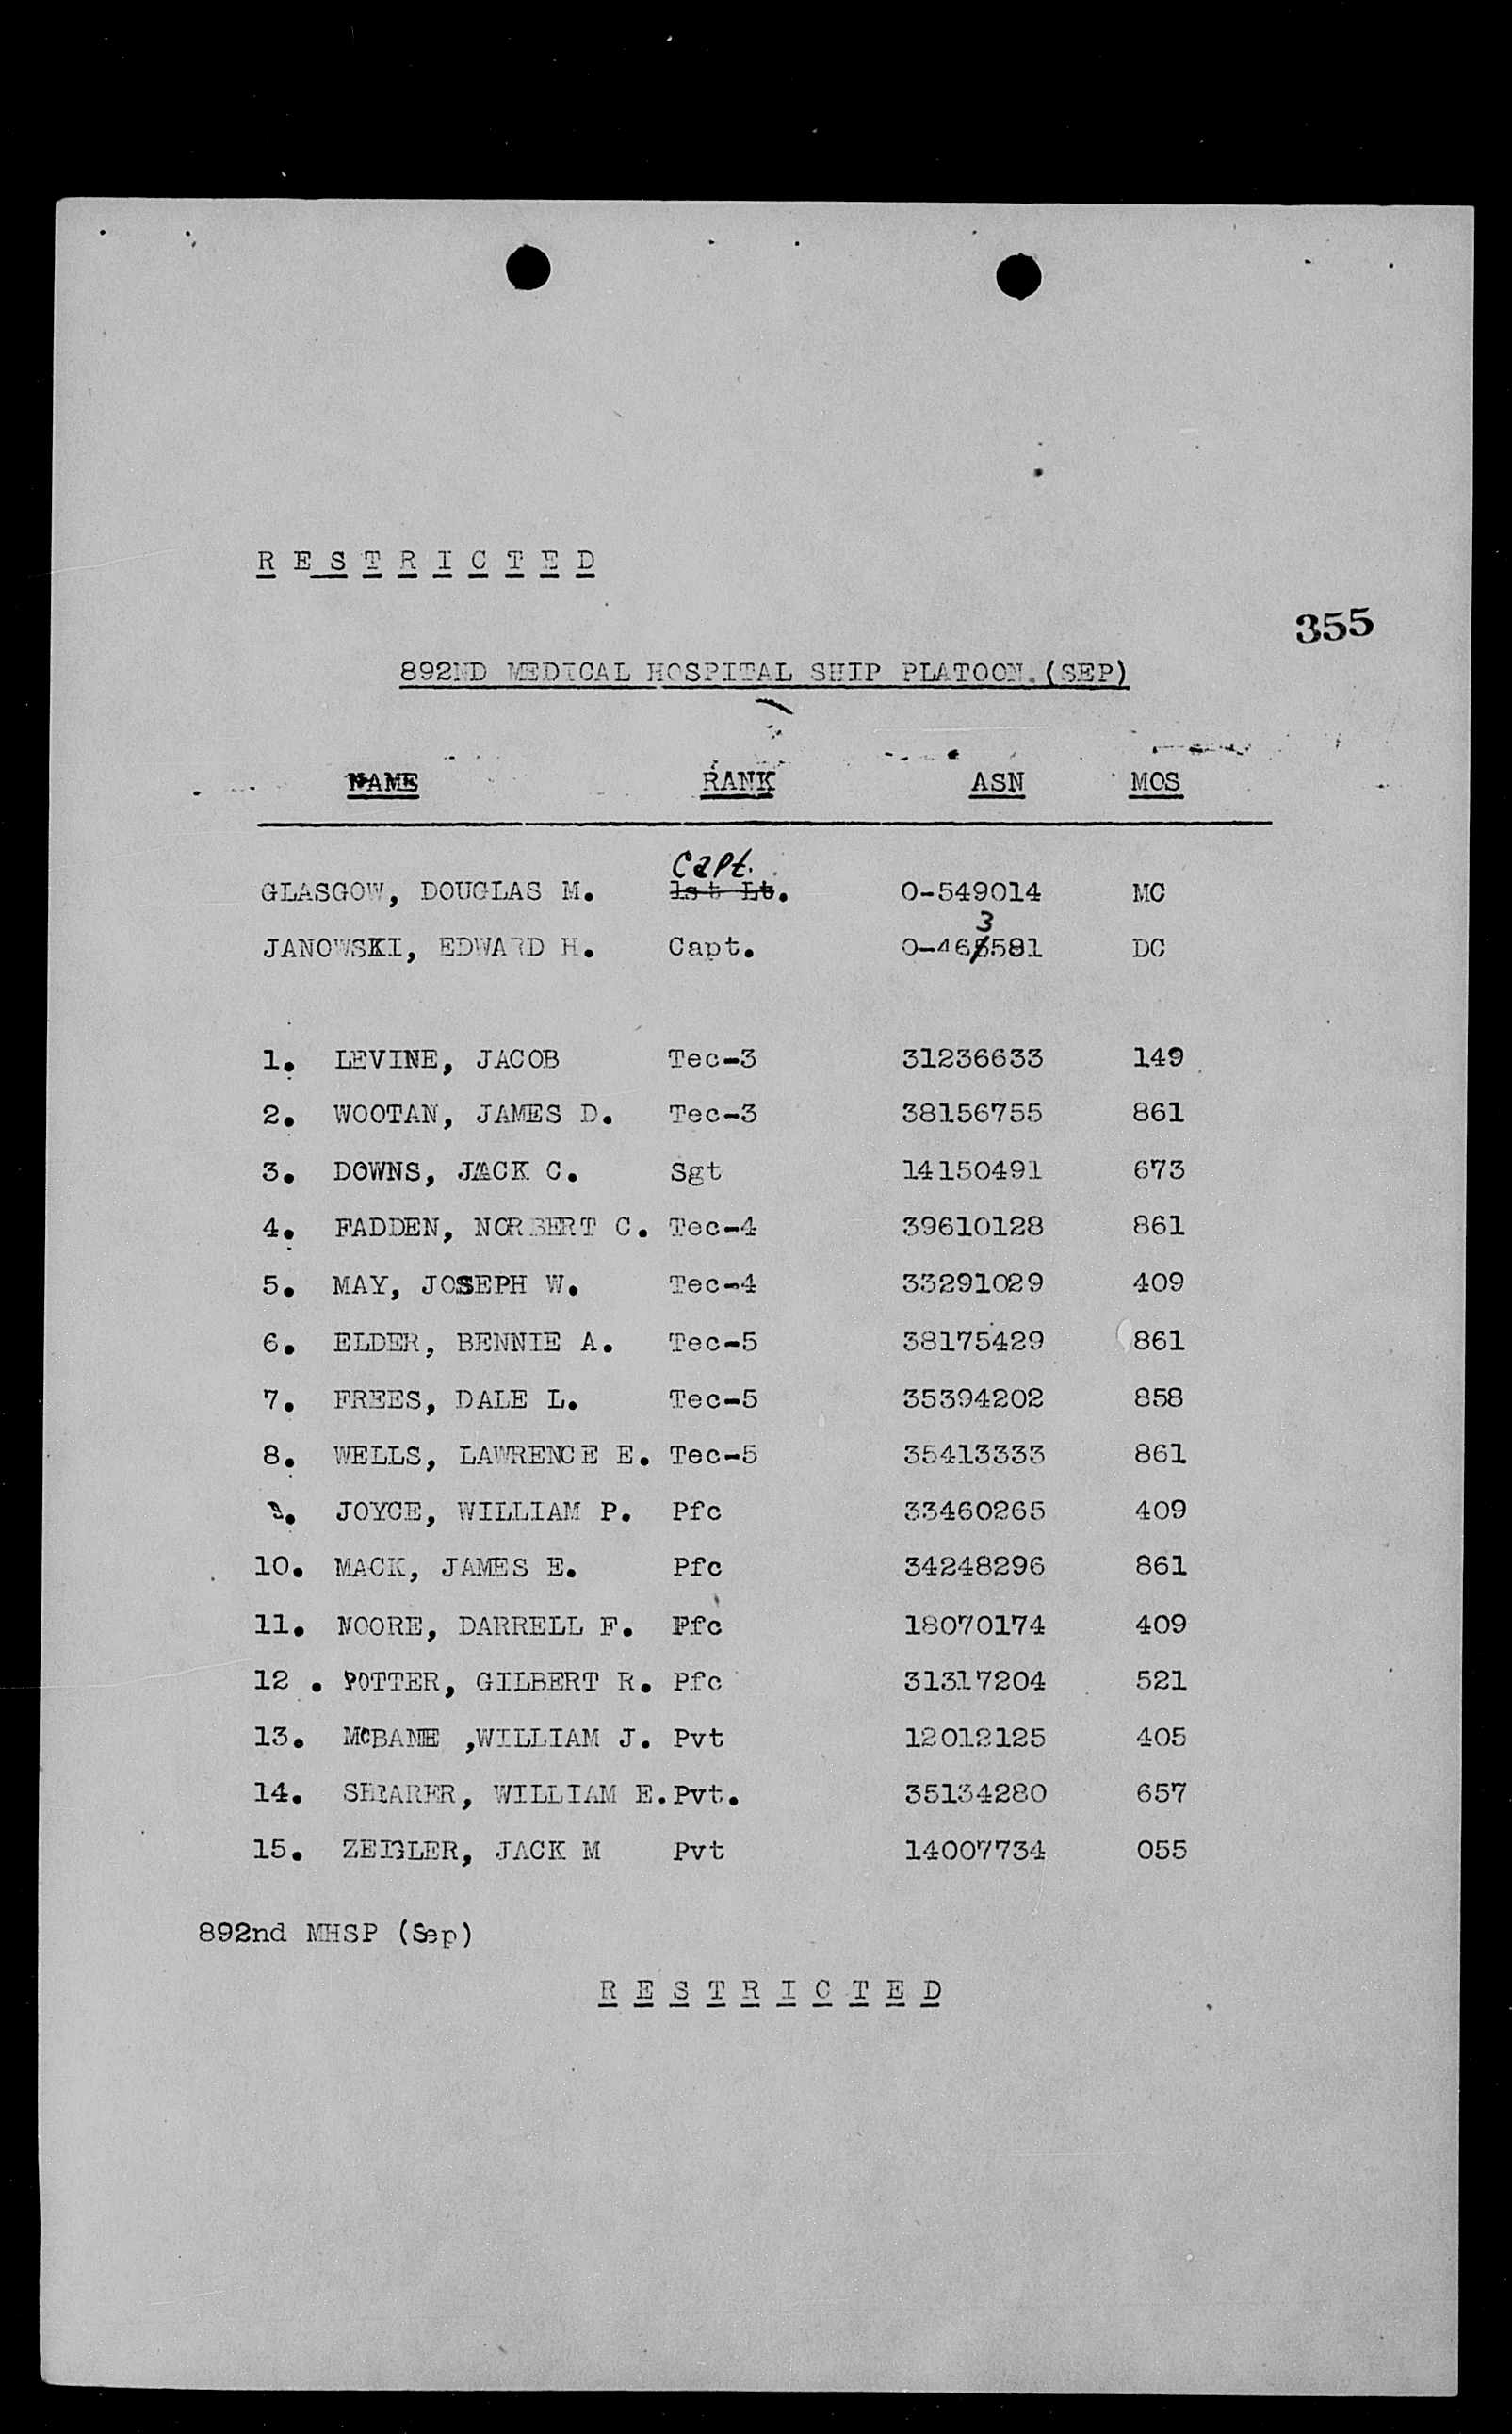 R E S T R I C T E D
355
892ND MEDICAL HOSPITAL SHIP PLATOON (SEP)
NAME RANK ASN MOS
Capt.
GLASGOW, DOUGLAS M. 1st Lt. O-549014 MC
3
JANOWSKI, EDWARD H. Capt. O-468581 DC
1. LEVINE, JACOB Tec-3 31236633 149
2. WOOTAN, JAMES D. Tec-3 38156755 861
3. DOWNS, JACK C. Sgt 14150491 673
4. FADDEN, NORBERT C. Tec-4 39610128 861
5. MAY, JOSEPH W. Tec-4 33291029 409
6. ELDER, BENNIE A. Tec-5 38175429 861
7. FREES, DALE L. Tec-5 35394202 858
8. WELLS, LAWRENCE E. Tec-5 35413333 861
JOYCE, WILLIAM P. Pfc 33460265 409
10. MACK, JAMES E. Pfc 34248296 861
11. MOORE, DARRELL F. Pfc 18070174 409
12 . POTTER, GILBERT R. Pfc 31317204 521
13. McBANE ,WILLIAM J. Pvt 12012125 405
14. SHEARER, WILLIAM E. Pvt. 35134280 657
15. ZEIGLER, JACK M Pvt 14007734 055
892nd MHSP (Sep)
R E S T R I C T E D